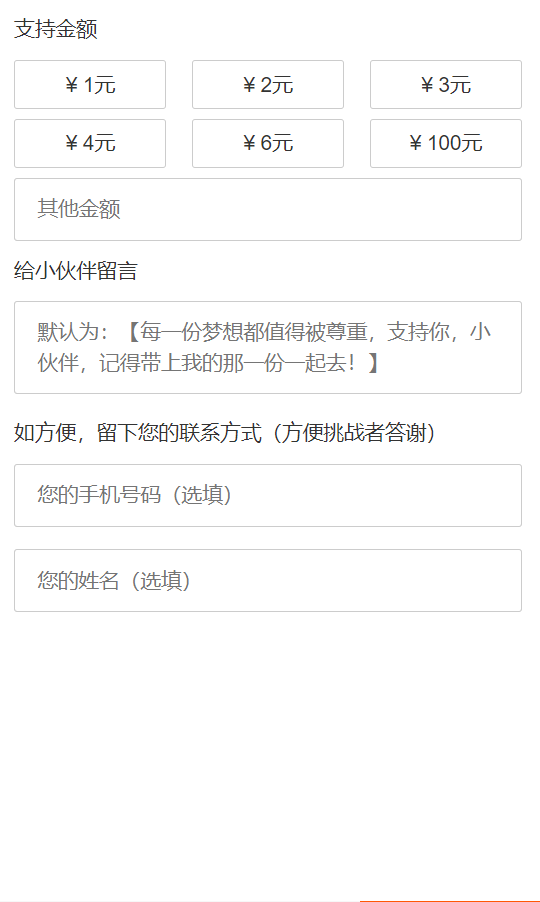 支持金额
¥ 1元
¥ 2元
¥ 3元
¥ 4元
¥ 6元
¥ 100元
其他金额
给小伙伴留言
默认为：【每一份梦想都值得被尊重，支持你，小
伙伴，记得带上我的那一份一起去！】
如方便，留下您的联系方式（方便挑战者答谢）
您的手机号码（选填）
您的姓名（选填）